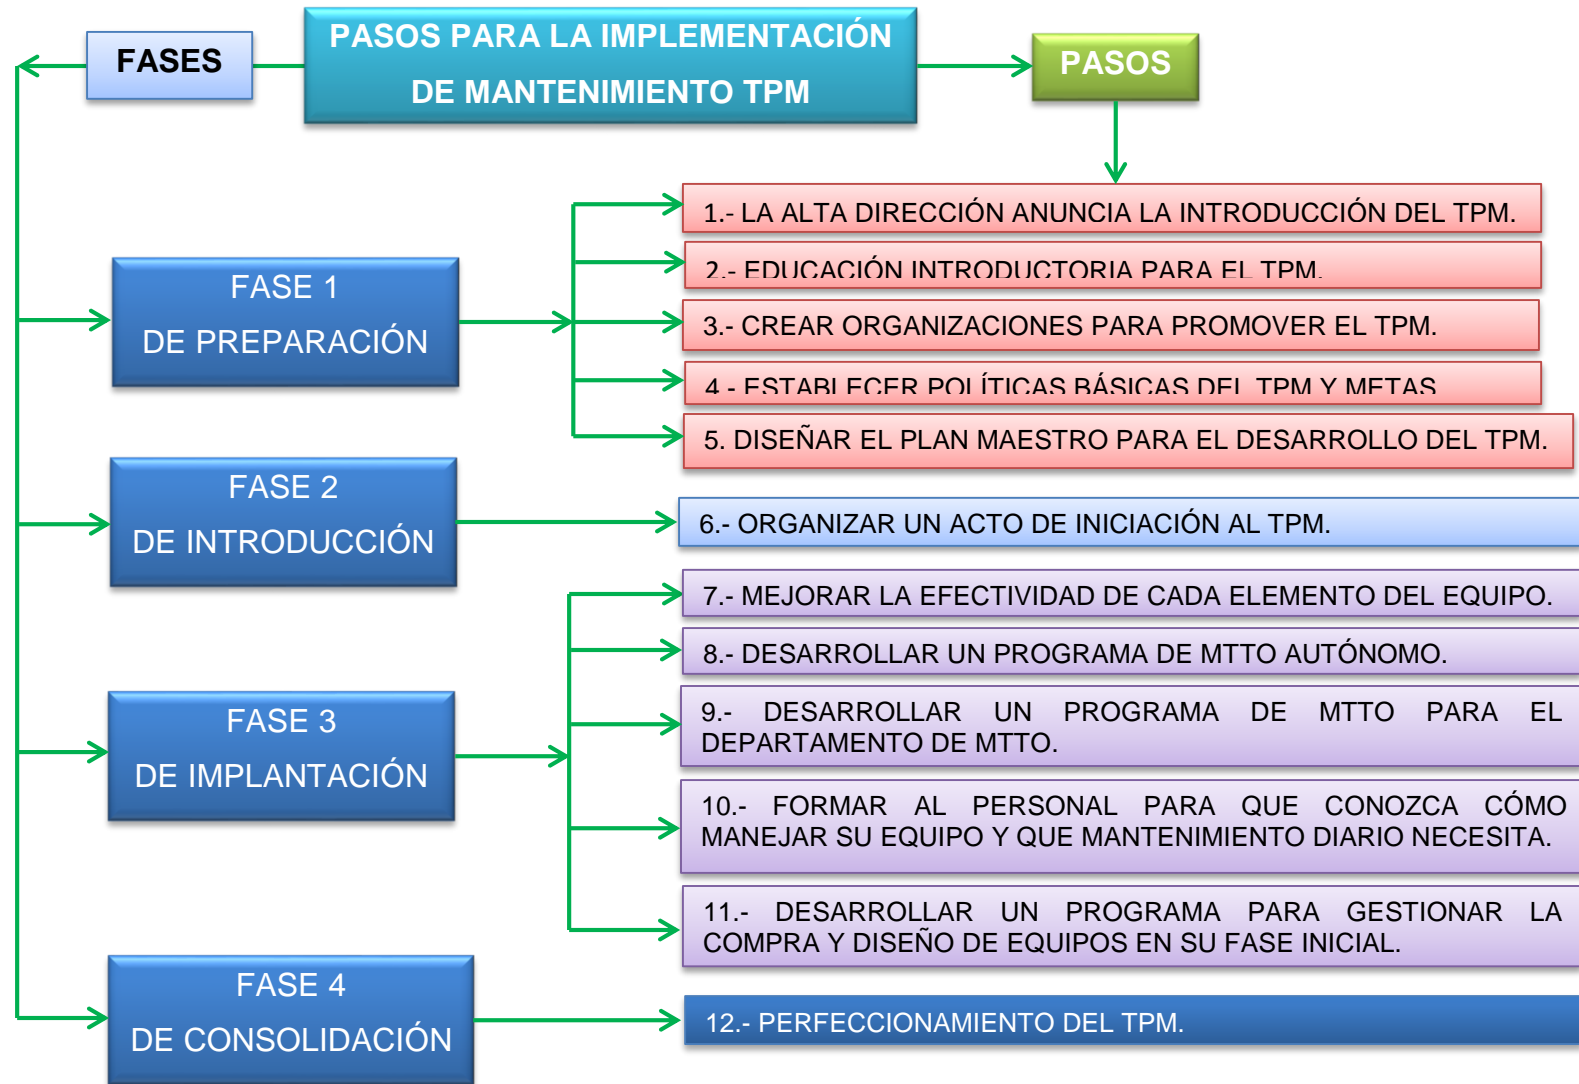 FASES
PASOS PARA LA IMPLEMENTACIÓN
DE MANTENIMIENTO TPM
PASOS
FASE 1
DE PREPARACIÓN
1.- LA ALTA DIRECCIÓN ANUNCIA LA INTRODUCCIÓN DEL TPM.
2.- EDUCACIÓN INTRODUCTORIA PARA EL TPM.
3.- CREAR ORGANIZACIONES PARA PROMOVER EL TPM.
4.- ESTABLECER POLÍTICAS BÁSICAS DEL TPM Y METAS
5. DISEÑAR EL PLAN MAESTRO PARA EL DESARROLLO DEL TPM.
FASE 2
DE INTRODUCCIÓN
6.- ORGANIZAR UN ACTO DE INICIACIÓN AL TPM.
FASE 3
DE IMPLANTACIÓN
7.- MEJORAR LA EFECTIVIDAD DE CADA ELEMENTO DEL EQUIPO.
8.- DESARROLLAR UN PROGRAMA DE MTTO AUTÓNOMO.
9.- DESARROLLAR UN PROGRAMA DE MTTO PARA EL
DEPARTAMENTO DE MTTO.
10.- FORMAR AL PERSONAL PARA QUE CONOZCA CÓMO
MANEJAR SU EQUIPO Y QUE MANTENIMIENTO DIARIO NECESITA.
11.- DESARROLLAR UN PROGRAMA PARA GESTIONAR LA
COMPRA Y DISEÑO DE EQUIPOS EN SU FASE INICIAL.
FASE 4
DE CONSOLIDACIÓN
12.- PERFECCIONAMIENTO DEL TPM.